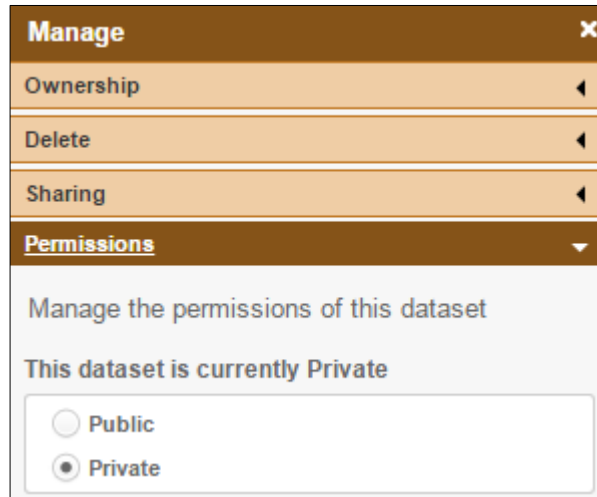 Manage
Ownership
Delete
Sharing
Permissions
Manage the permissions of this dataset
This dataset is currently Private
Public
Private